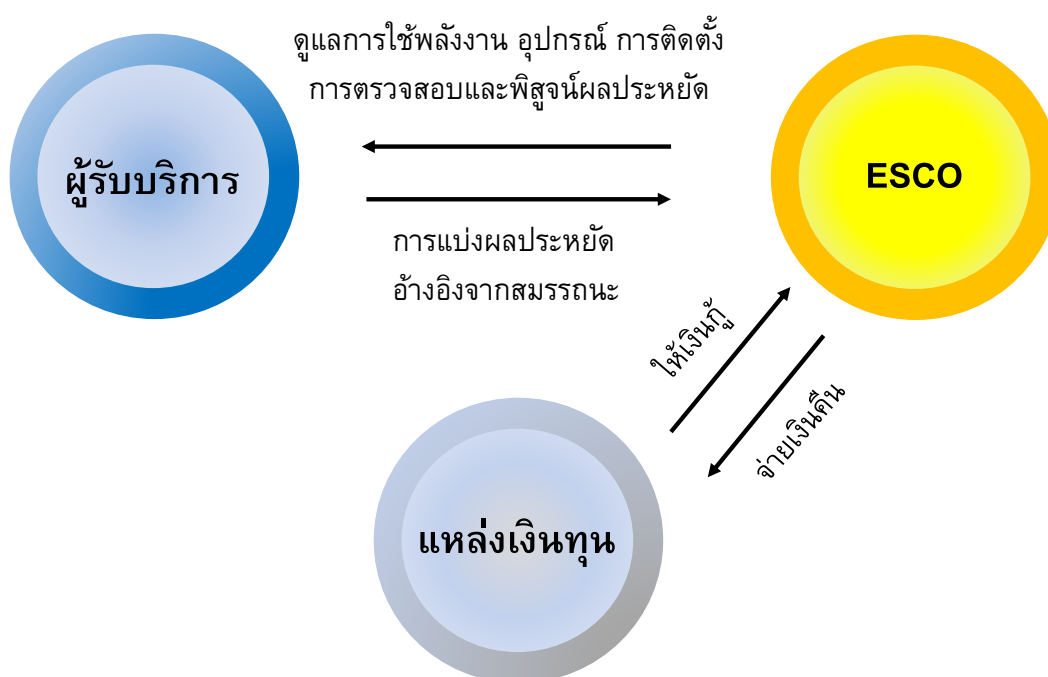 ดูแลการใช้พลังงาน อุปกรณ์ การติดตั้ง
การตรวจสอบและพิสูจน์ผลประหยัด
ผู้รับบริการ
ESCO
การแบ่งผลประหยัด
อ้างอิงจากสมรรถนะ
ให้เงินกู้
จ่ายเงินคืน
แหล่งเงินทุน